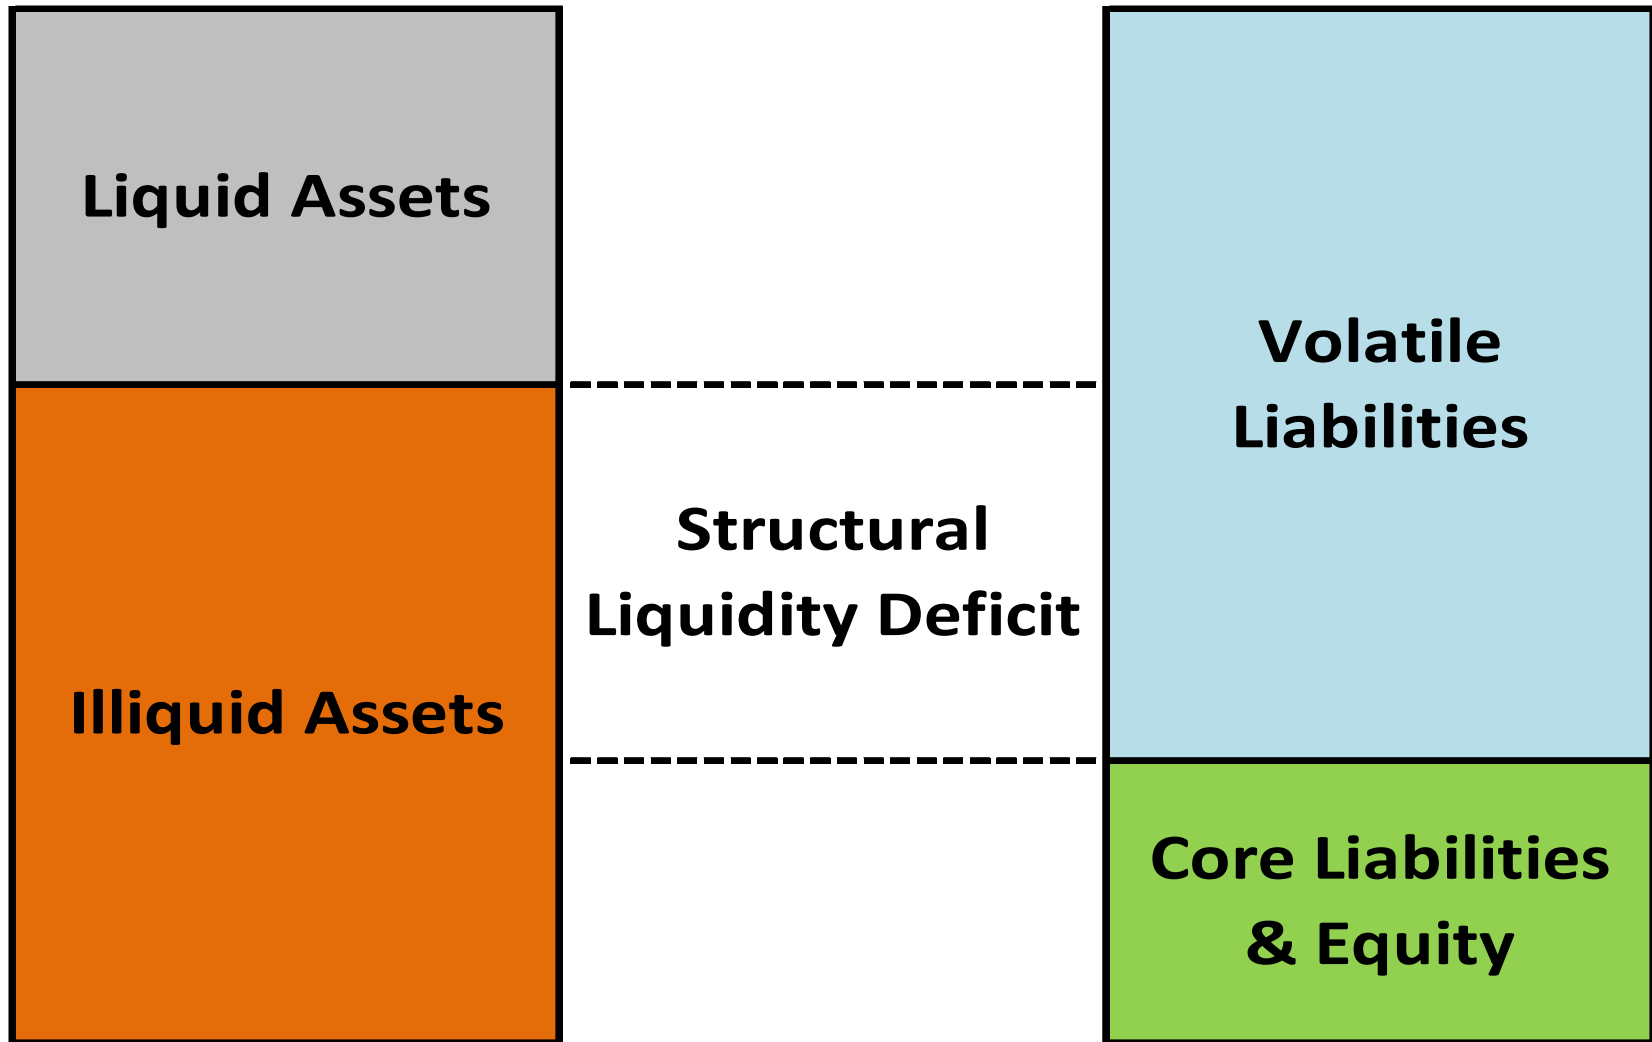 Liquid Assets
Illiquid Assets
Structural
Liquidity Deficit
Volatile
Liabilities
Core Liabilities
& Equity